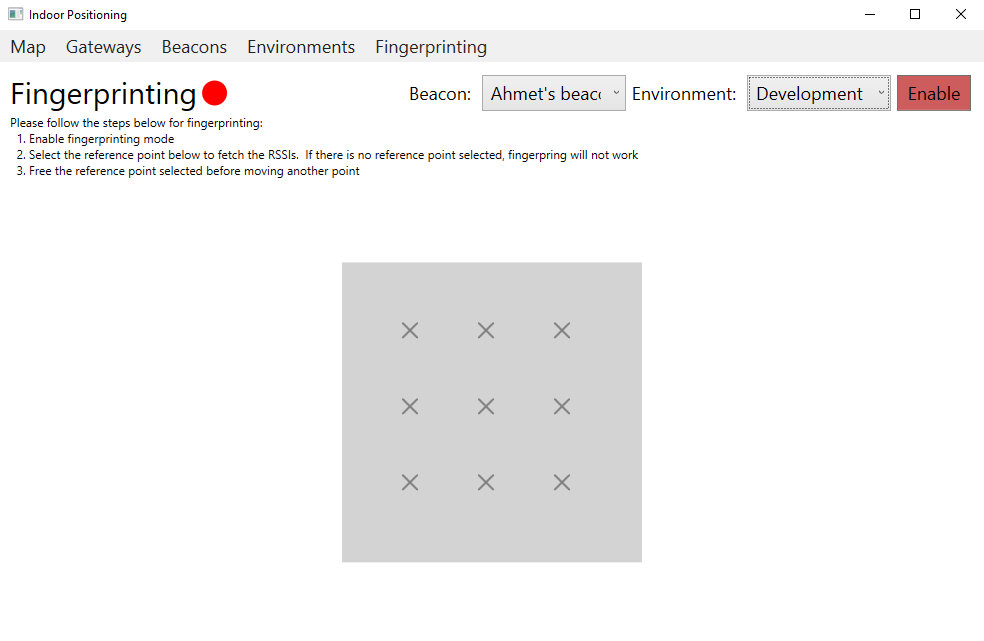 Indoor Positioning
Map Gateways Beacons Environments Fingerprinting
Fingerprinting Beacon: Ahmet's beac Environment: Development Enable
Please follow the steps below for fingerprinting:
1. Enable fingerprinting mode
2. Select the reference point below to fetch the RSSIs. If there is no reference point selected, fingerpring will not work
3. Free the reference point selected before moving another point